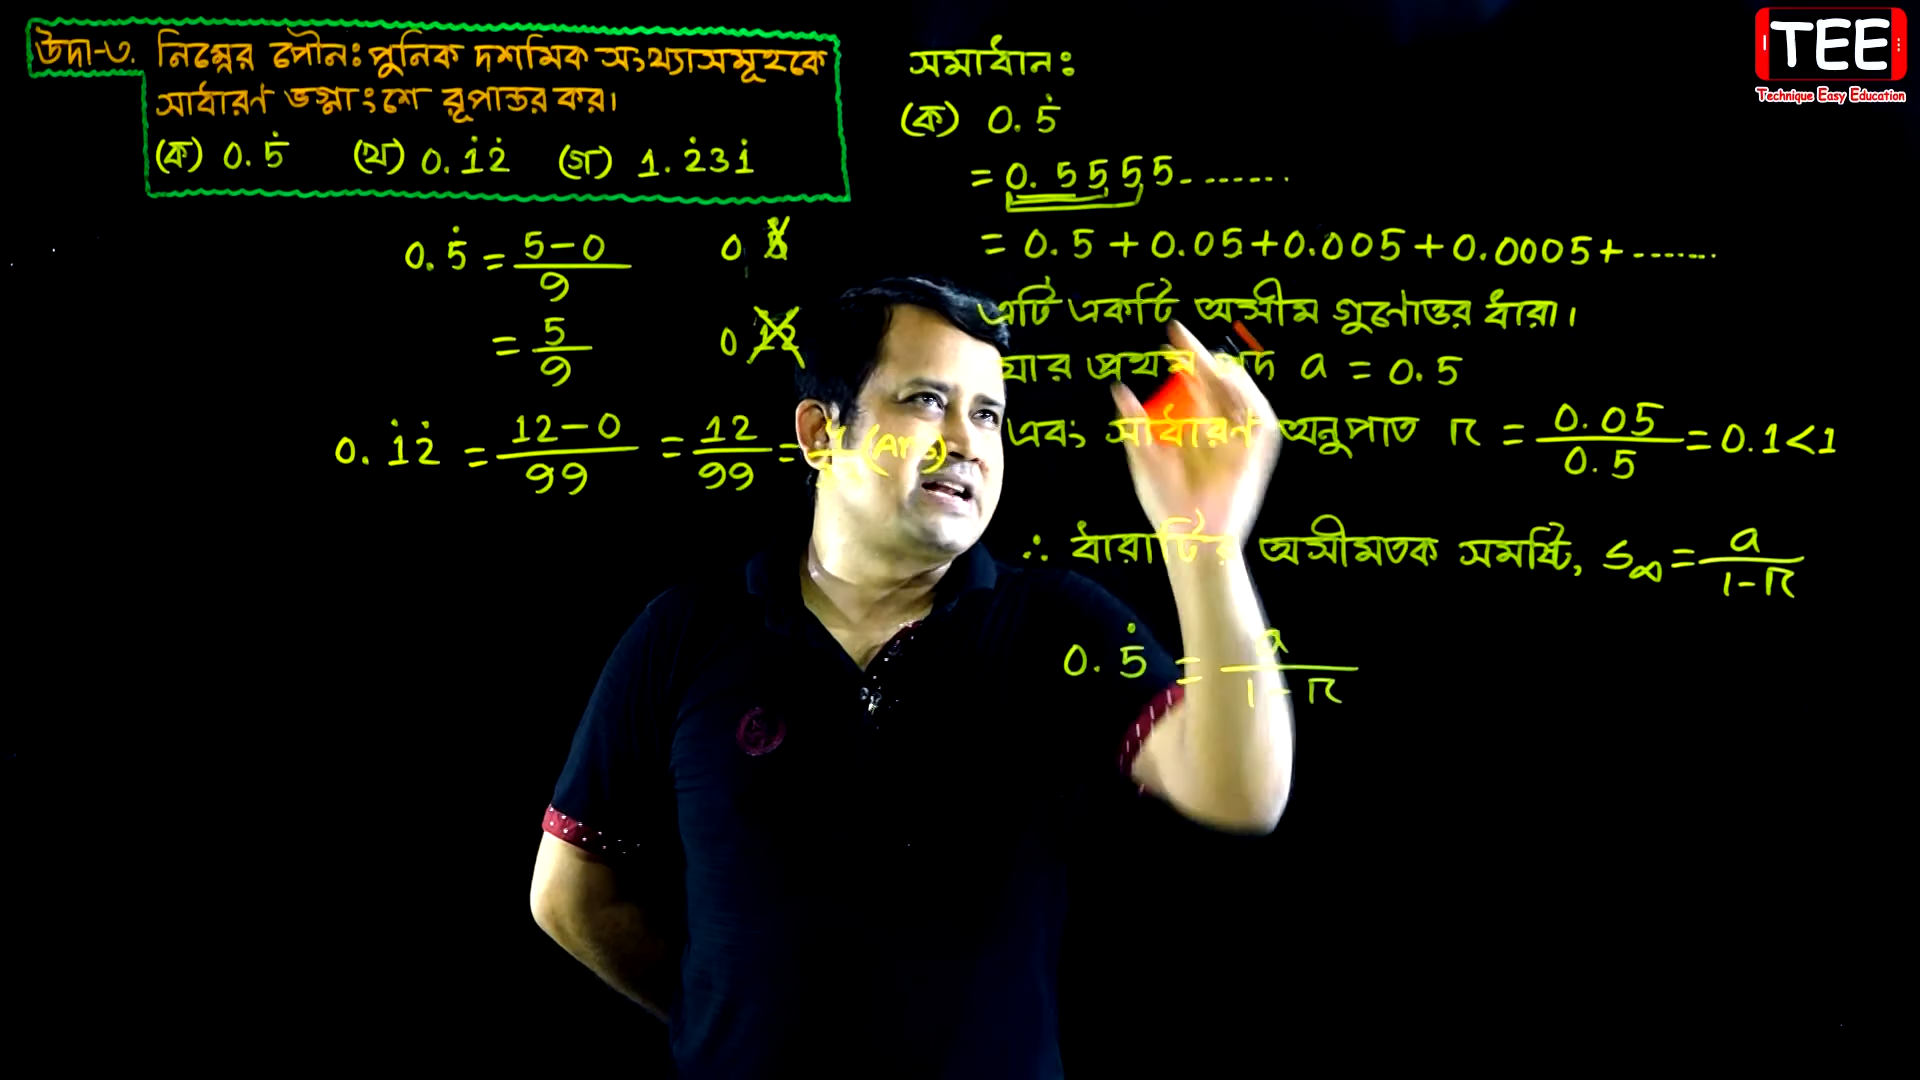 উদা-৩. নিম্নের পৌনঃপুনিক দশমিক সংখ্যাসমূহকে
সাধারণ ভগ্নাংশে রূপান্তর কর।
(ক) 0.5̇ (খ) 0.1̇2̇ (গ) 1.2̇31̇
0.5̇ = (5-0)/9
= 5/9
0.1̇2̇ = (12-0)/99 = 12/99 =
সমাধানঃ
(ক) 0.5̇
= 0.5555-.......
= 0.5 + 0.05 + 0.005 + 0.0005 + .......
এটি একটি অসীম গুণোত্তর ধারা।
যার প্রথম পদ a = 0.5
এবং সাধারণ অনুপাত r = 0.05/0.5 = 0.1<1
∴ ধারাটির অসীমতক সমষ্টি, S∞ = a/(1-r)
0.5̇ = a/(1-r)
TEE
Technique Easy Education